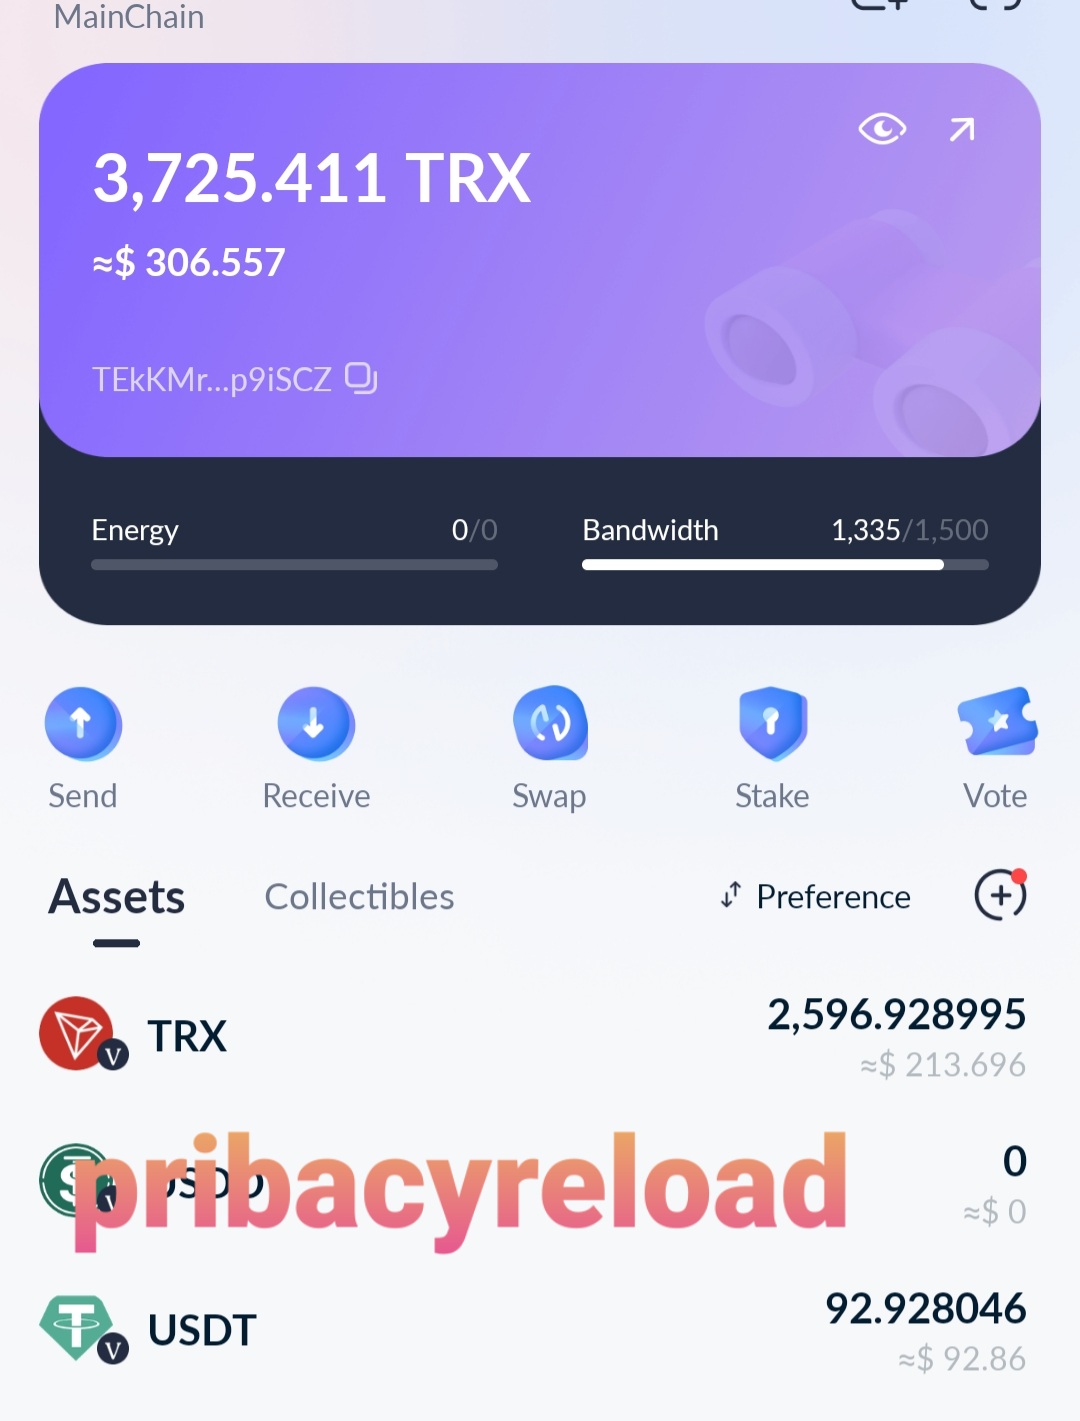 MainChain
3,725.411 TRX
≈$ 306.557
TEkKMr...p9iSCZ
Energy 0/0 Bandwidth 1,335/1,500
Send Receive Swap Stake Vote
Assets Collectibles Preference
TRX 2,596.928995
≈$ 213.696
USDD 0
pribacyreload
≈$ 0
USDT 92.928046
≈$ 92.86